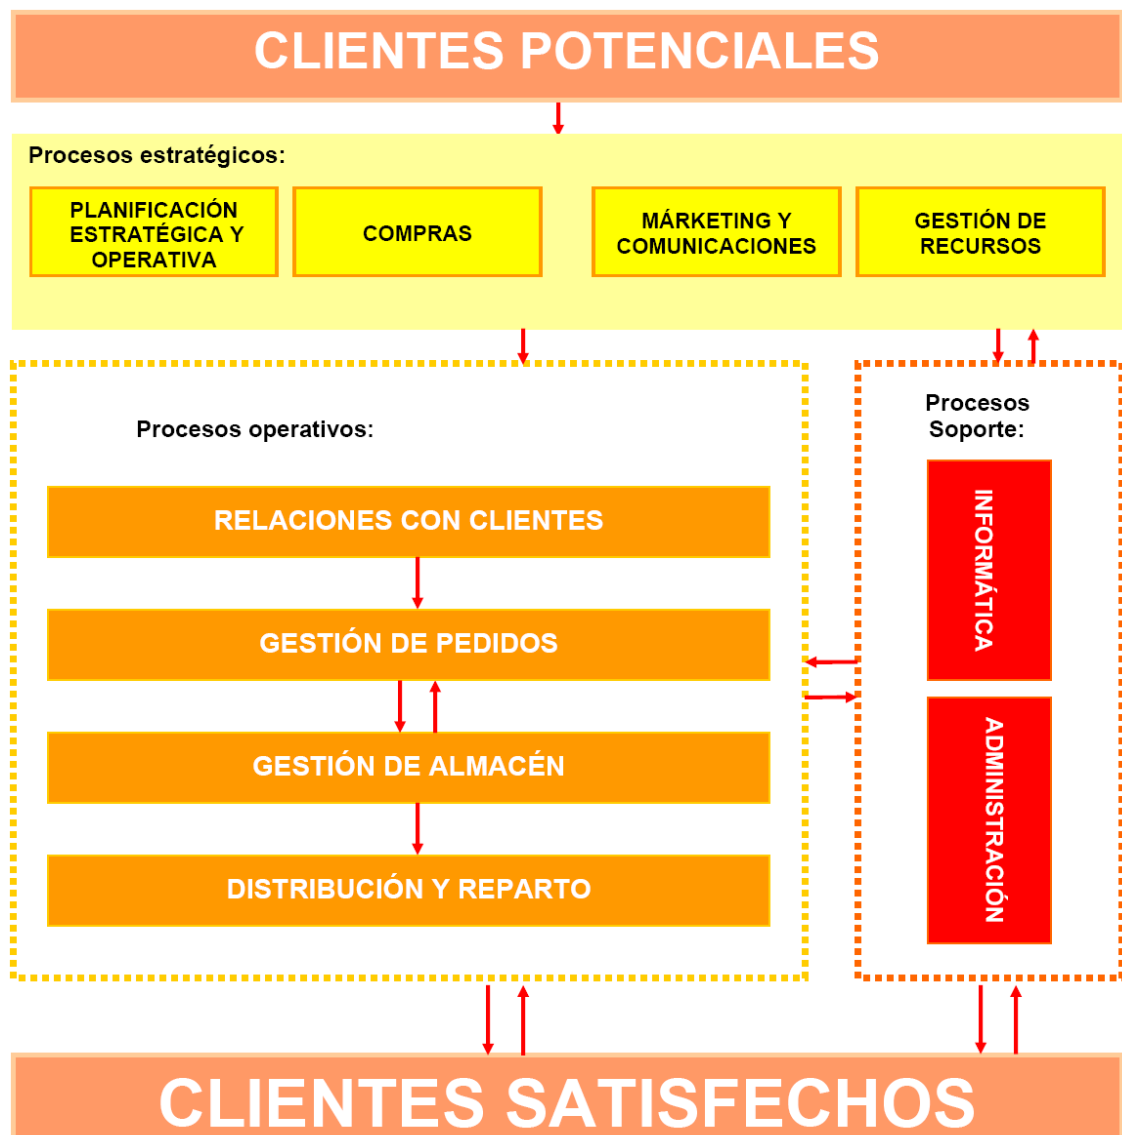 CLIENTES POTENCIALES
Procesos estratégicos:
PLANIFICACIÓN
ESTRATÉGICA Y
OPERATIVA
COMPRAS
MÁRKETING Y
COMUNICACIONES
GESTIÓN DE
RECURSOS
Procesos operativos:
RELACIONES CON CLIENTES
GESTIÓN DE PEDIDOS
GESTIÓN DE ALMACÉN
DISTRIBUCIÓN Y REPARTO
Procesos
Soporte:
INFORMÁTICA
ADMINISTRACIÓN
CLIENTES SATISFECHOS